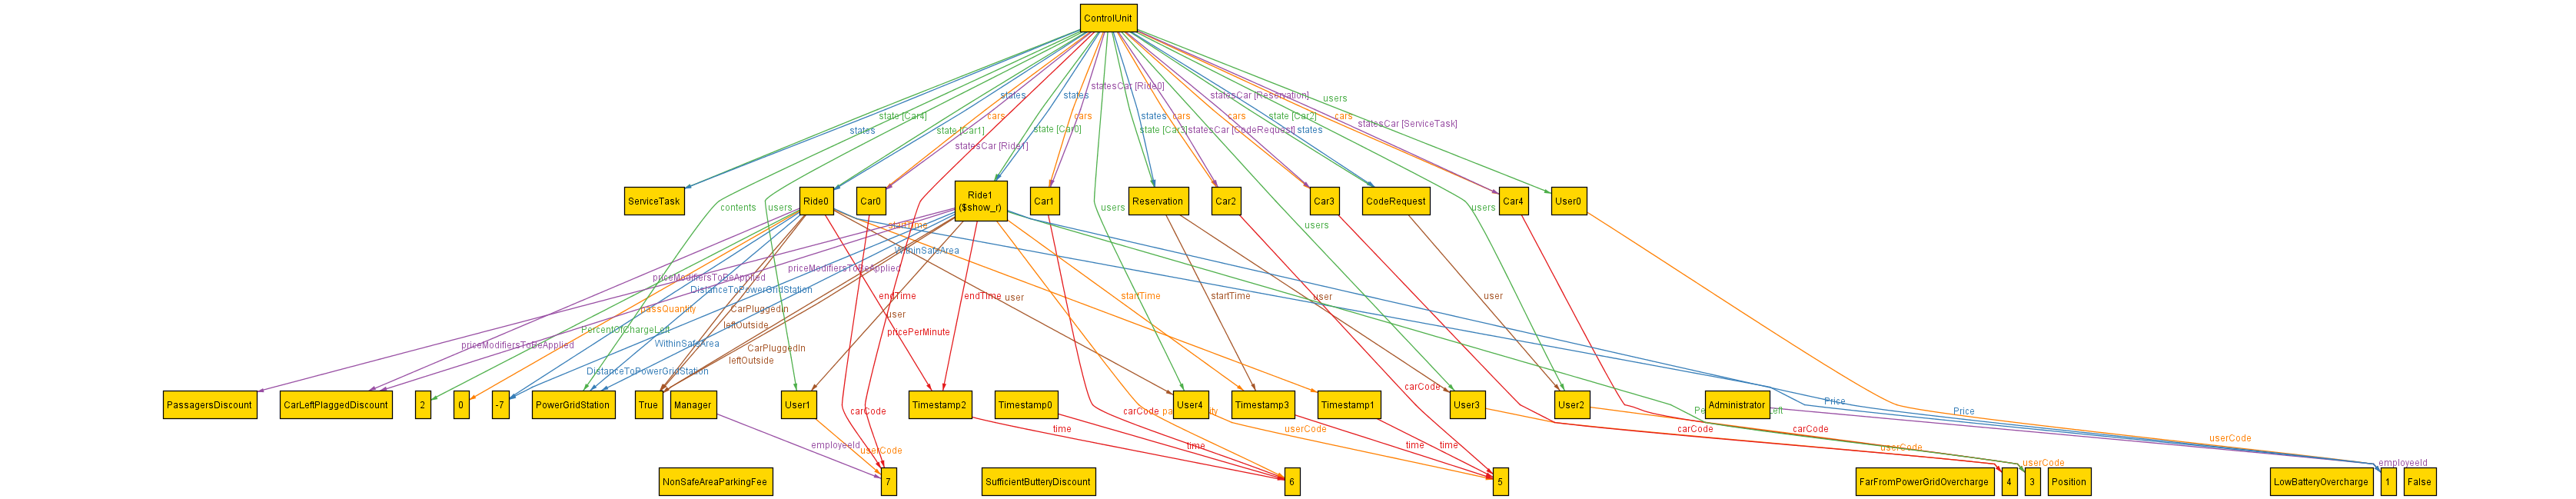 ControlUnit
statesCar [Ride0]
states
states
statesCar [Reservation]
users
state [Car4]
cars
cars
states
cars
state [Car2]
cars
statesCar [ServiceTask]
states
state [Car1]
state [Car0]
state [Car3]
statesCar [CodeRequest]
states
statesCar [Ride1]
ServiceTask
Ride0
Car0
Ride1
($show_r)
Car1
Reservation
Car2
Car3
CodeRequest
Car4
User0
contents
users
users
users
users
startTime
WithinSafeArea
priceModifiersToBeApplied
priceModifiersToBeApplied
DistanceToPowerGridStation
endTime
user
endTime
startTime
startTime
user
user
passQuantity
CarPluggedIn
user
leftOutside
PercentOfChargeLeft
pricePerMinute
priceModifiersToBeApplied
WithinSafeArea
CarPluggedIn
leftOutside
DistanceToPowerGridStation
carCode
Price
Price
PassagersDiscount
CarLeftPlaggedDiscount
2
0
-7
PowerGridStation
True
Manager
User1
Timestamp2
Timestamp0
User4
Timestamp3
Timestamp1
User3
User2
Administrator
carCode
carCode
time
userCode
carCode
carCode
userCode
employeeId
userCode
time
time
time
userCode
userCode
employeeId
NonSafeAreaParkingFee
7
SufficientButteryDiscount
6
5
FarFromPowerGridOvercharge
4
3
Position
LowBatteryOvercharge
1
False